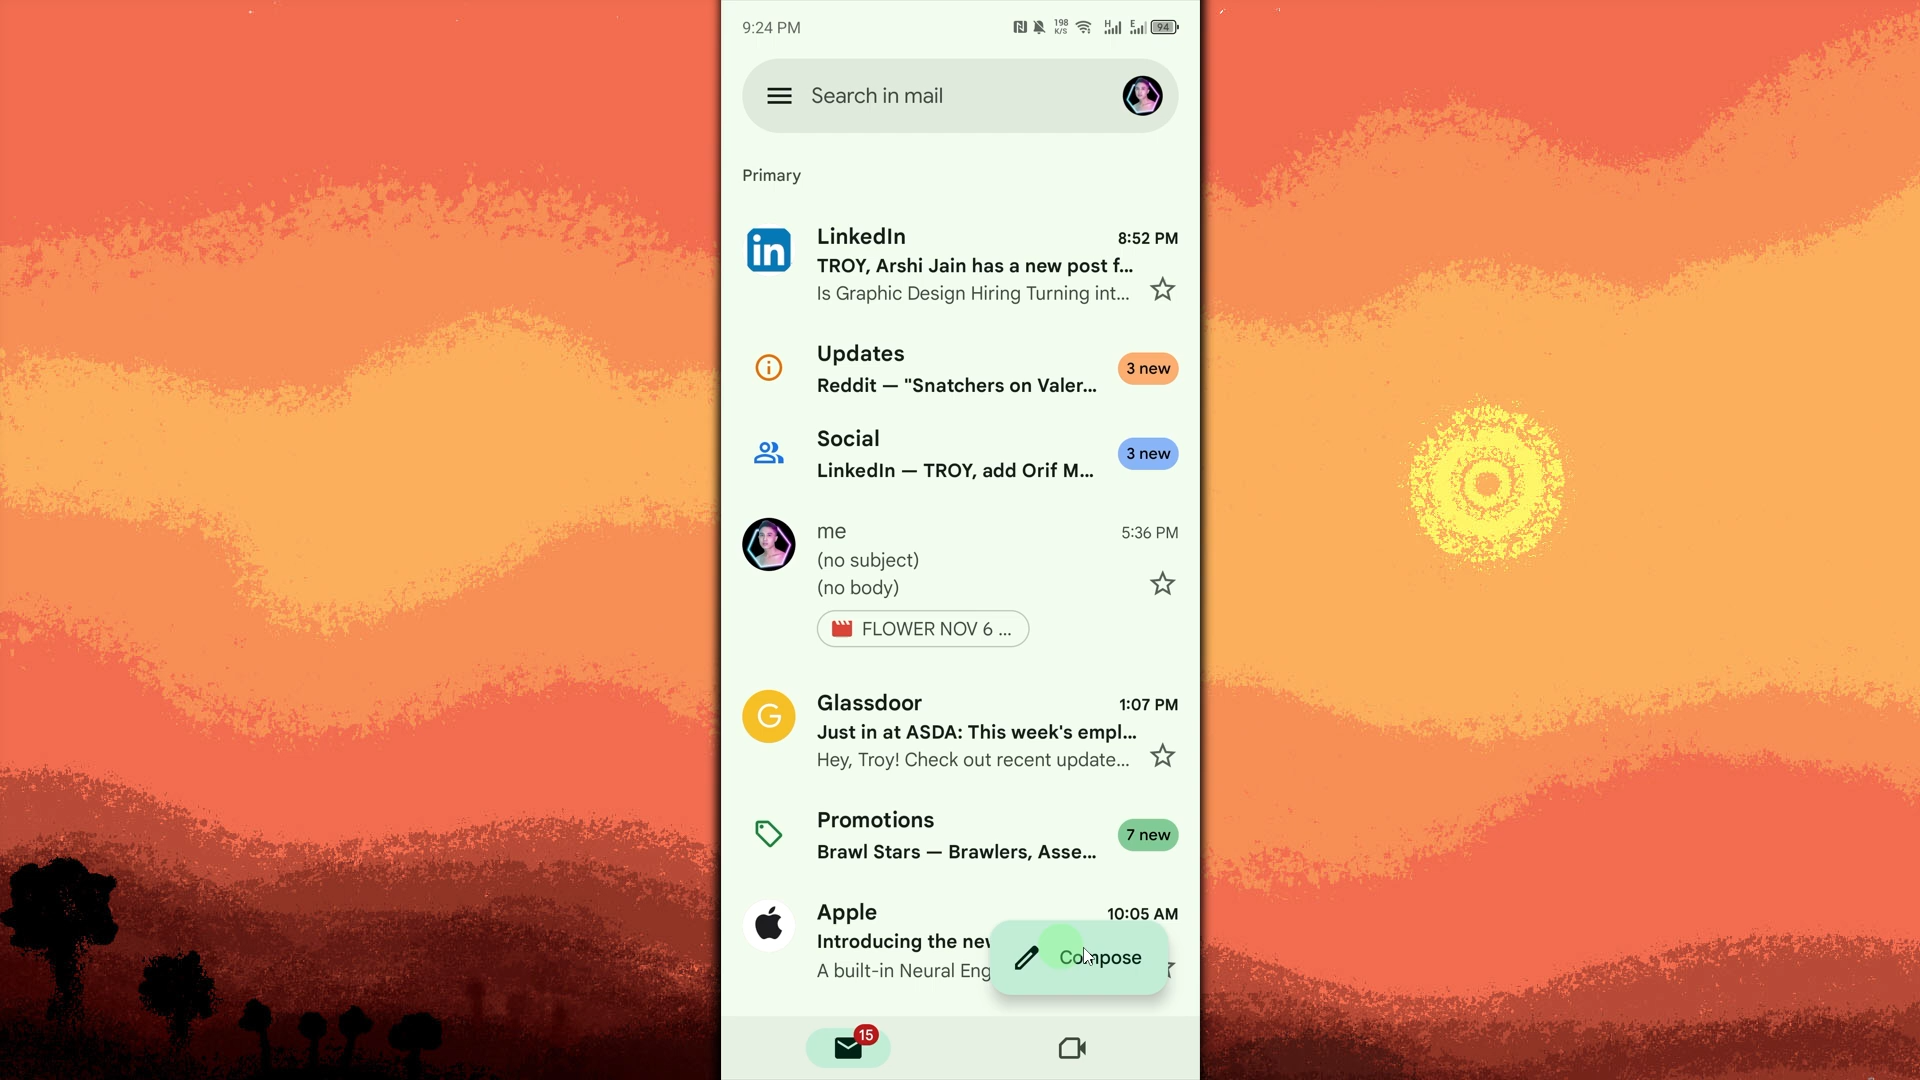 9:24 PM
198
K/S
H
E
94
Search in mail
Primary
LinkedIn
8:52 PM
TROY, Arshi Jain has a new post f...
Is Graphic Design Hiring Turning int...
Updates
3 new
Reddit — "Snatchers on Valer...
Social
3 new
LinkedIn — TROY, add Orif M...
me
5:36 PM
(no subject)
(no body)
FLOWER NOV 6 ...
G
Glassdoor
1:07 PM
Just in at ASDA: This week's empl...
Hey, Troy! Check out recent update...
Promotions
7 new
Brawl Stars — Brawlers, Asse...
Apple
10:05 AM
Introducing the
A built-in Neural
Compose
15